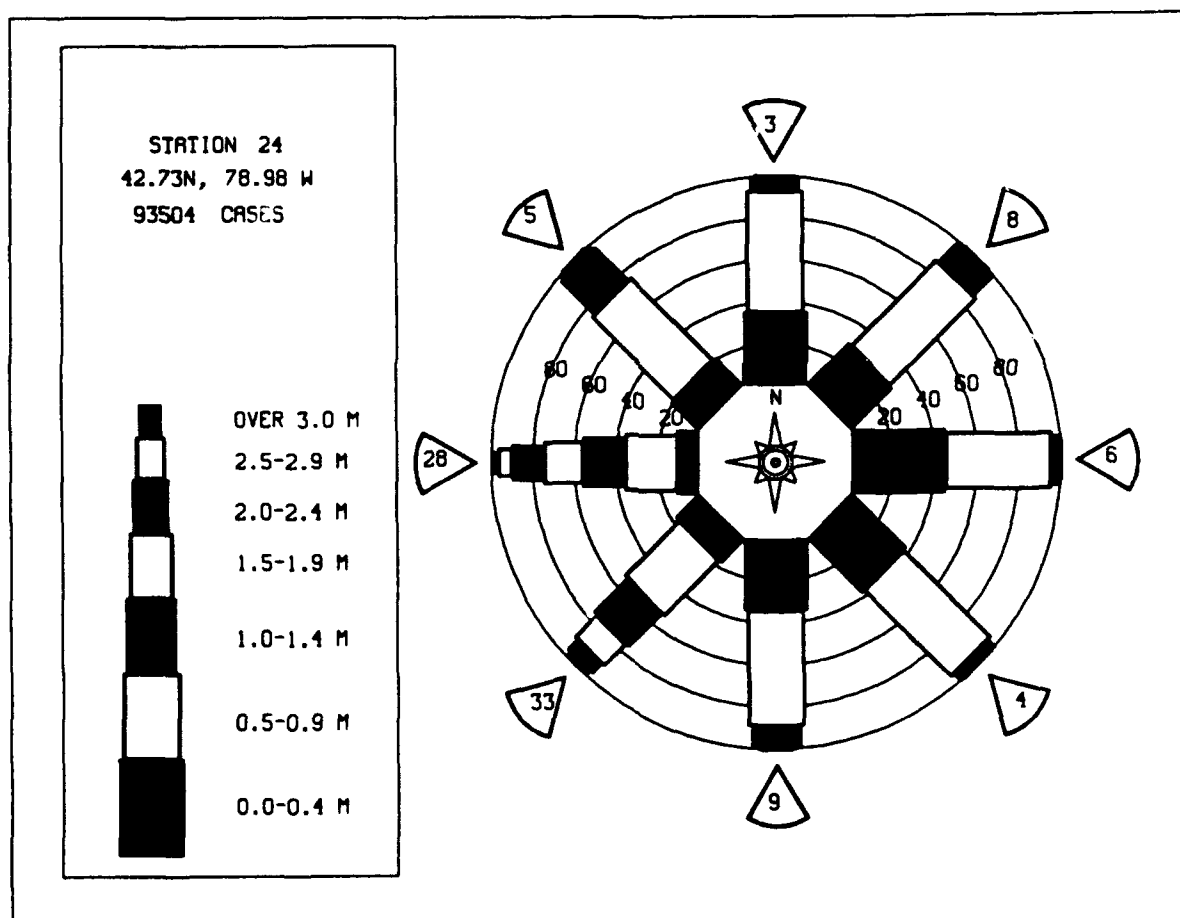 STATION 24
42.73N, 78.98 W
93504 CASES
OVER 3.0 M
2.5-2.9 M
2.0-2.4 M
1.5-1.9 M
1.0-1.4 M
0.5-0.9 M
0.0-0.4 M
3
5
8
80
60
40
20
N
20
40
60
80
28
6
33
4
9